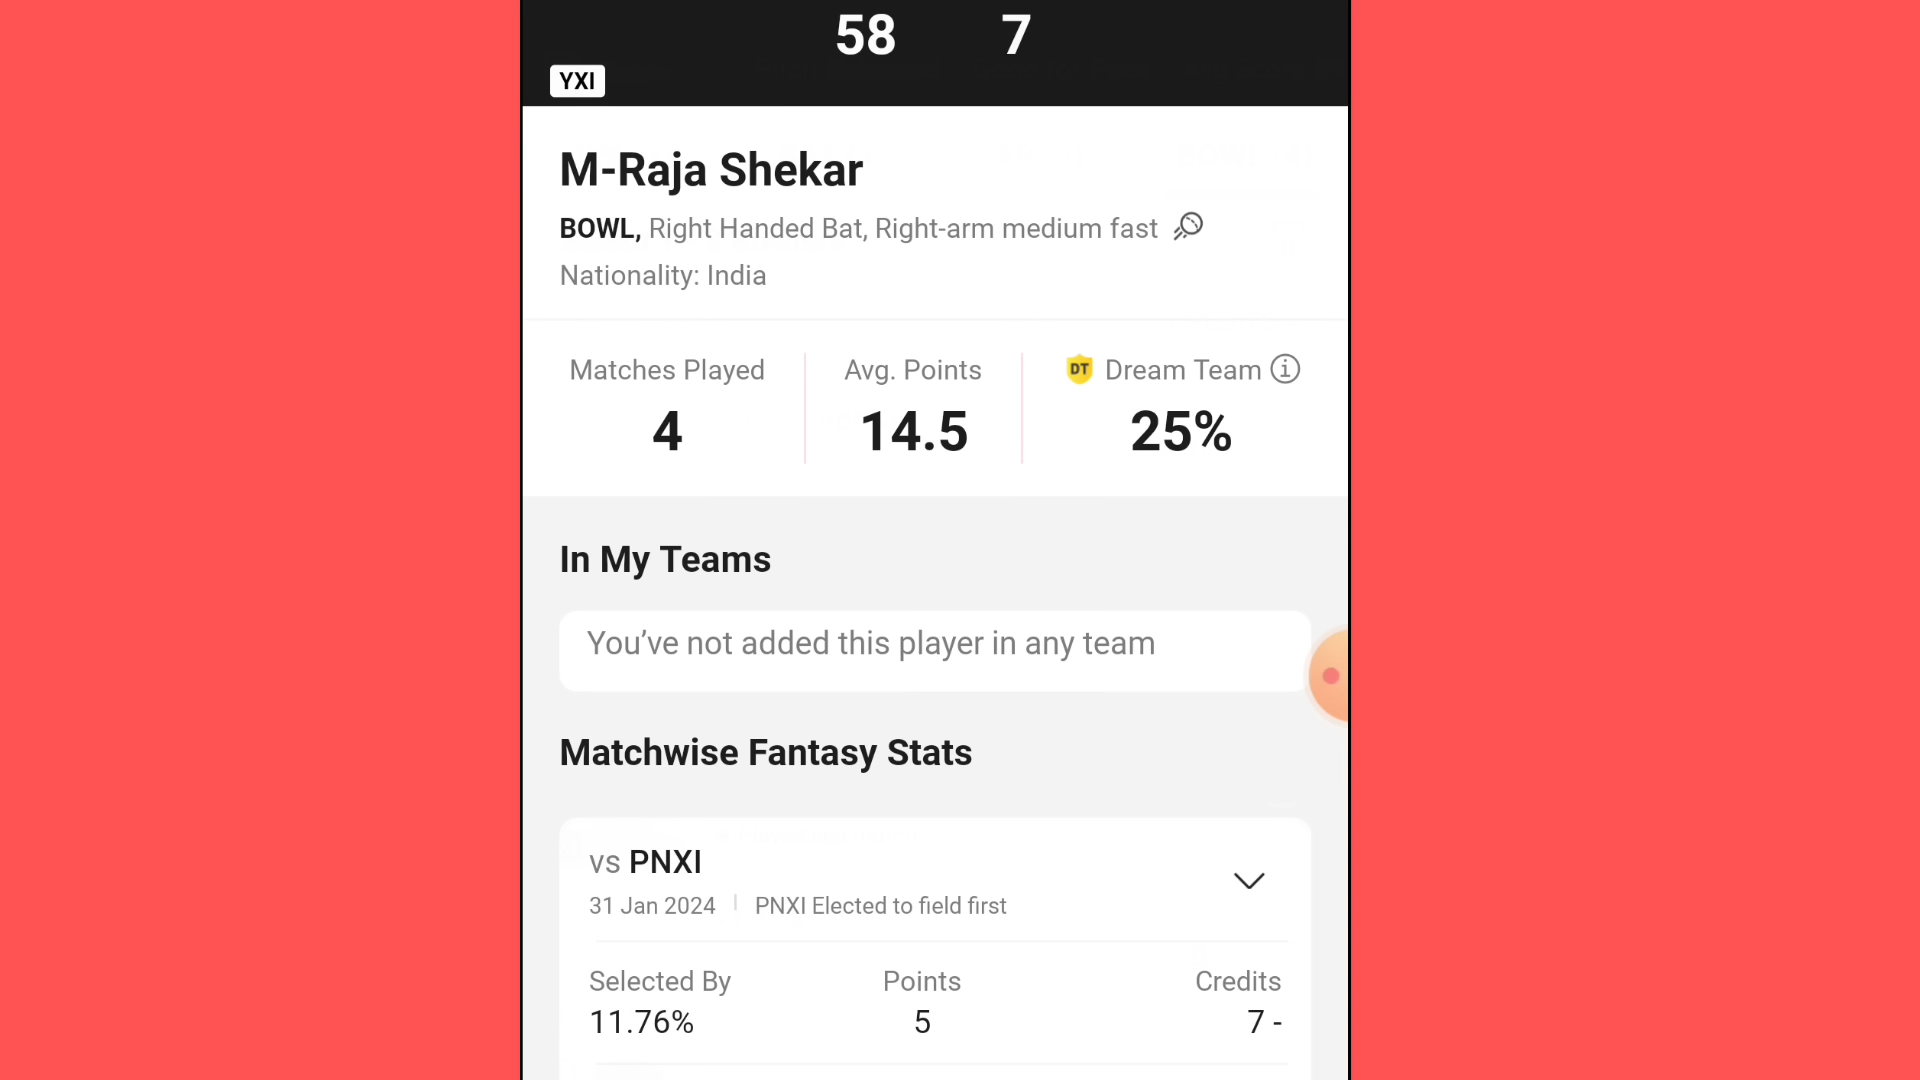 58 7
YXI
M-Raja Shekar
BOWL, Right Handed Bat, Right-arm medium fast
Nationality: India
Matches Played Avg. Points DT Dream Team
4 14.5 25%
In My Teams
You’ve not added this player in any team
Matchwise Fantasy Stats
vs PNXI
31 Jan 2024 PNXI Elected to field first
Selected By Points Credits
11.76% 5 7 -